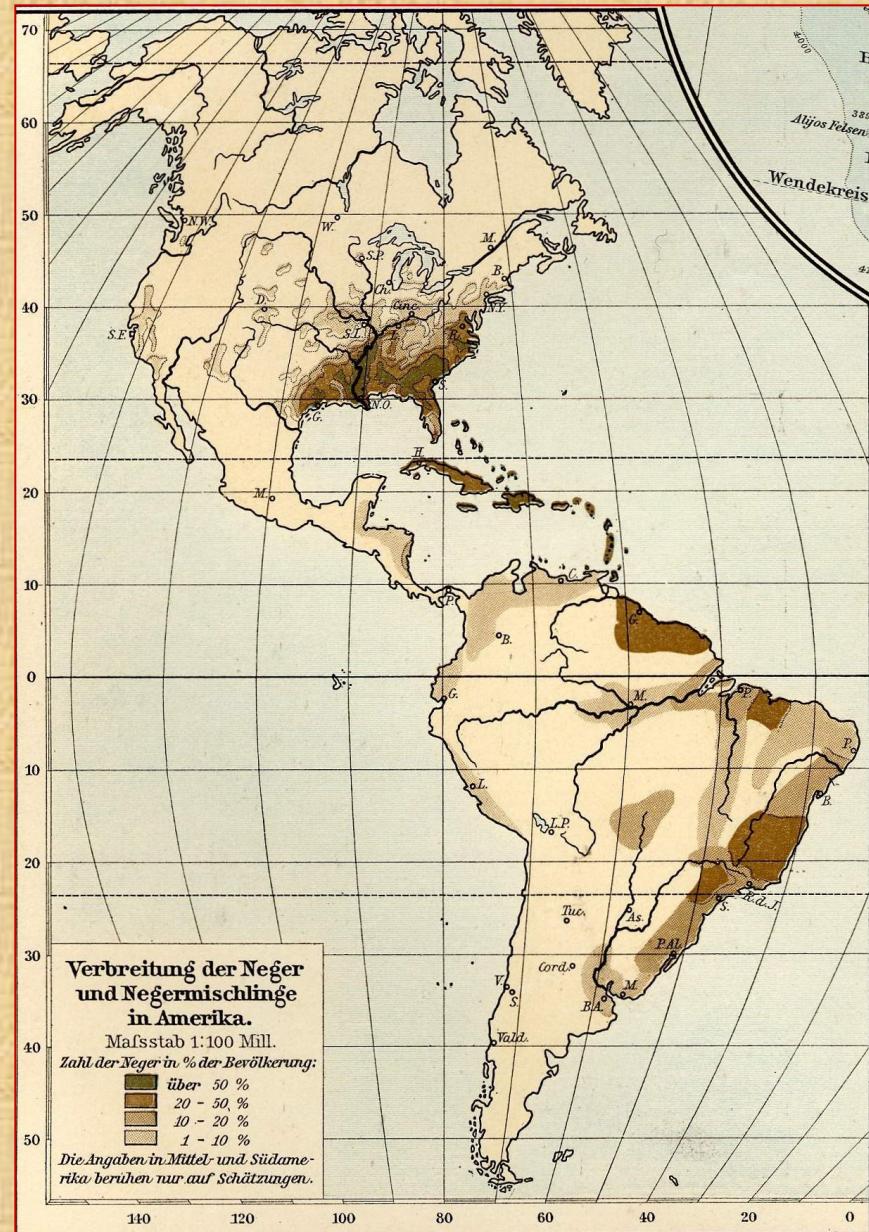 70
60
50
40
30
20
10
0
10
20
30
40
50
4000
Alijos Felsen
Wendekreis
N.W.
W.
S.P.
M.
B.
Ch.
N.Y.
D.
Cinc.
S.F.
S.L.
L.
R.
S.
G.
N.O.
H.
M.
C.
P.
B.
G.
G.
M.
P.
P.
L.
B.
L.P.
R.d.J.
S.
Tuc.
As.
P.Al.
Cord.
V.
S.
M.
B.A.
Vald.
Verbreitung der Neger
und Negermischlinge
in Amerika.
Maſsstab 1:100 Mill.
Zahl der Neger in % der Bevölkerung:
über 50 %
20 - 50 %
10 - 20 %
1 - 10 %
Die Angaben in Mittel- und Südame-
rika beruhen nur auf Schätzungen.
140 120 100 80 60 40 20 0